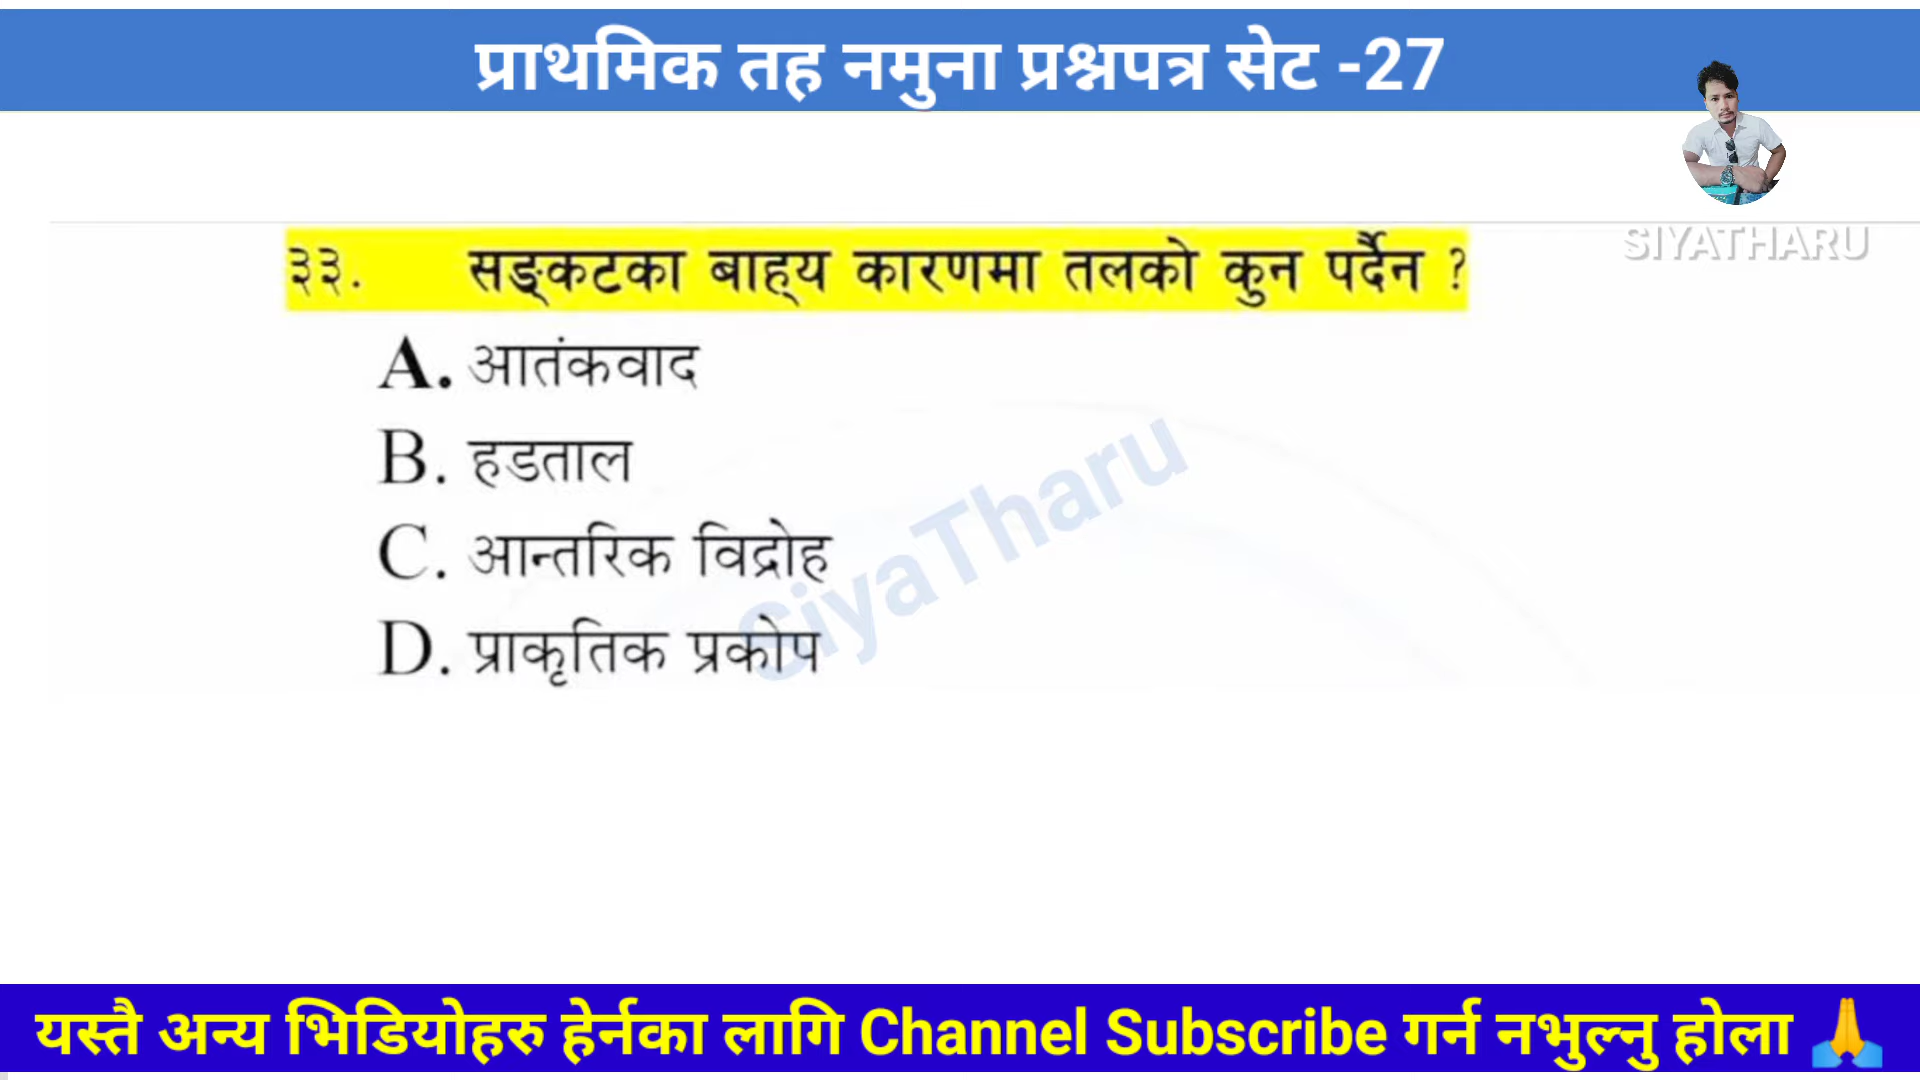 प्राथमिक तह नमुना प्रश्नपत्र सेट -27
SIYATHARU
३३. सङ्कटका बाह्य कारणमा तलको कुन पर्दैन ?
A. आतंकवाद
B. हडताल
C. आन्तरिक विद्रोह
D. प्राकृतिक प्रकोप
SiyaTharu
यस्तै अन्य भिडियोहरु हेर्नका लागि Channel Subscribe गर्न नभुल्नु होला 🙏